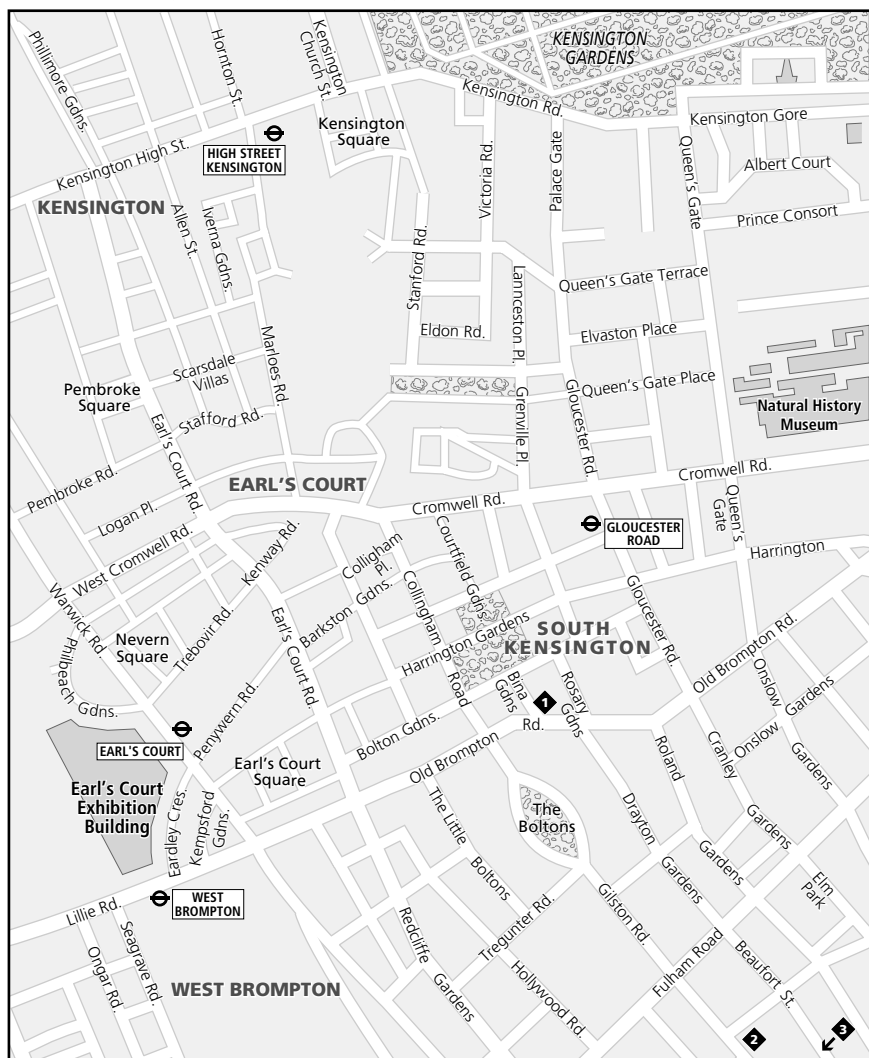 KENSINGTON
GARDENS
Phillimore Gdns.
Hornton St.
Kensington
Church St.
Kensington Rd.
Kensington Gore
Kensington
Square
HIGH STREET
KENSINGTON
Kensington High St.
Albert Court
Victoria Rd.
Palace Gate
Queen's Gate
KENSINGTON
Allen St.
Iverna Gdns.
Prince Consort
Stanford Rd.
Lannceston Pl.
Queen's Gate Terrace
Eldon Rd.
Elvaston Place
Marloes Rd.
Scarsdale
Villas
Pembroke
Square
Queen's Gate Place
Natural History
Museum
Stafford Rd.
Earl's Court Rd.
Grenville Pl.
Gloucester Rd.
Pembroke Rd.
EARL'S COURT
Cromwell Rd.
Logan Pl.
Cromwell Rd.
Queen's
Gate
West Cromwell Rd.
Kenway Rd.
Courtfield Gdns.
GLOUCESTER
ROAD
Harrington
Colligham
Pl.
Warwick Rd.
Barkston Gdns.
Collingham
Road
Gloucester Rd.
Nevern
Square
Trebovir Rd.
Earl's Court Rd.
Harrington Gardens
SOUTH
KENSINGTON
Old Brompton Rd.
Philbeach Gdns.
Penywern Rd.
Bina
Gdns
Rosary
Gdns
Onslow
Gardens
1
Bolton Gdns.
Rd.
Old Brompton
EARL'S COURT
Earl's Court
Square
Roland
Gardens
Cranley
Gardens
Onslow Gardens
Earl's Court
Exhibition
Building
Eardley Cres.
Kempsford
Gdns.
The Little
Boltons
The
Boltons
Drayton
Gardens
Elm
Park
WEST
BROMPTON
Lillie Rd.
Seagrave Rd.
Ongar Rd.
Redcliffe
Gardens
Tregunter Rd.
Gilston Rd.
Hollywood Rd.
Fulham Road
Beaufort St.
WEST BROMPTON
2
3